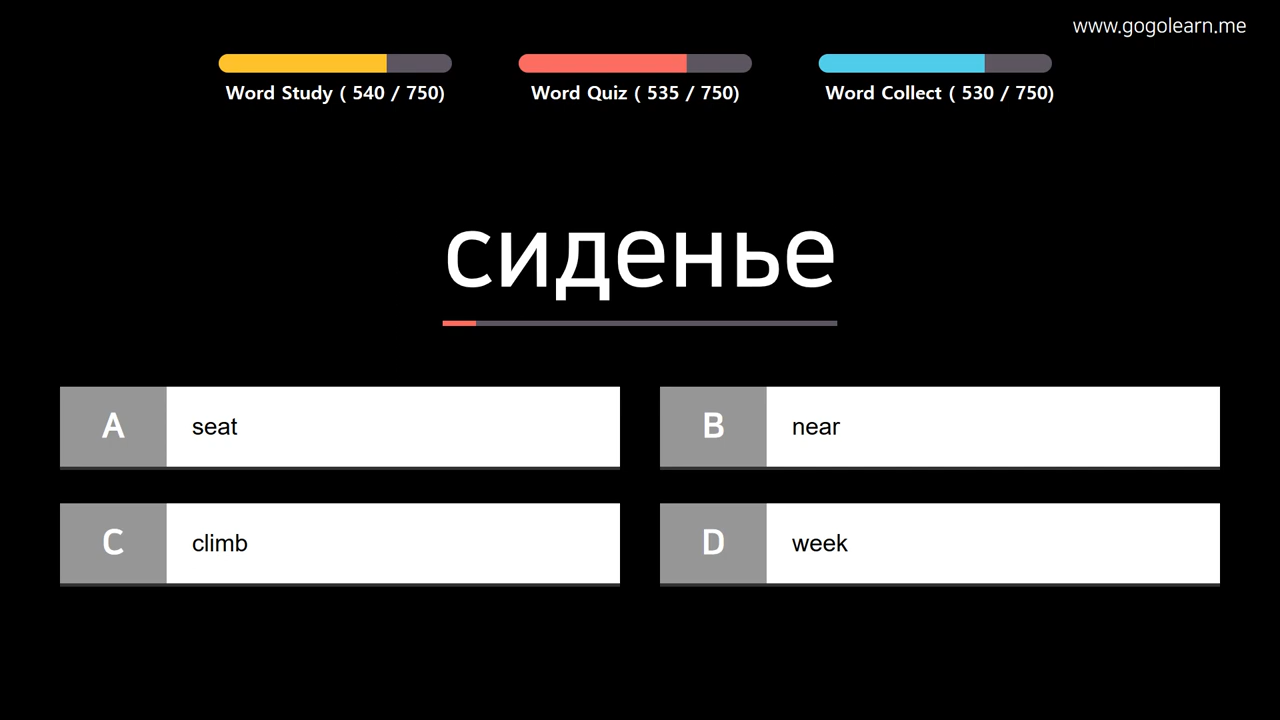 www.gogolearn.me
Word Study ( 540 / 750)
Word Quiz ( 535 / 750)
Word Collect ( 530 / 750)
сиденье
A seat
B near
C climb
D week